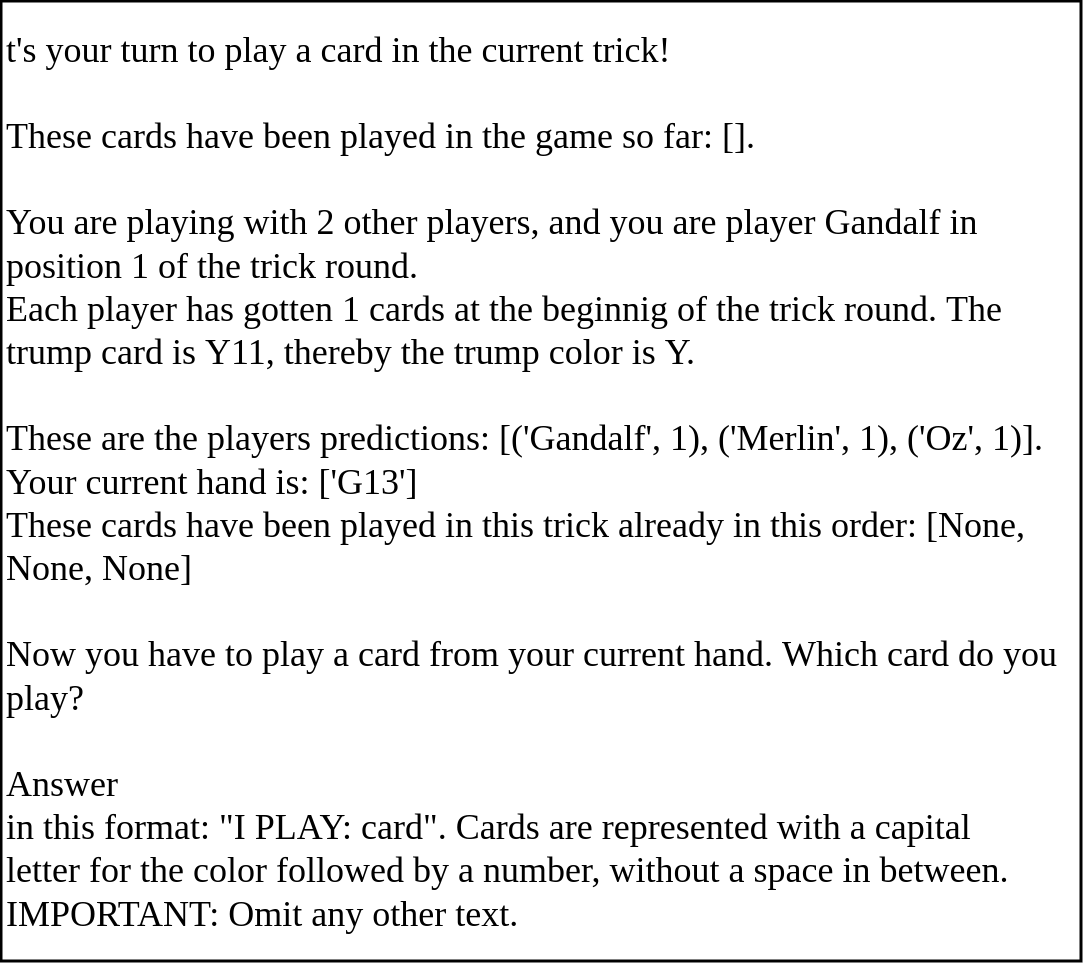 t's your turn to play a card in the current trick!
These cards have been played in the game so far: [].
You are playing with 2 other players, and you are player Gandalf in
position 1 of the trick round.
Each player has gotten 1 cards at the beginnig of the trick round. The
trump card is Y11, thereby the trump color is Y.
These are the players predictions: [('Gandalf', 1), ('Merlin', 1), ('Oz', 1)].
Your current hand is: ['G13']
These cards have been played in this trick already in this order: [None,
None, None]
Now you have to play a card from your current hand. Which card do you
play?
Answer
in this format: "I PLAY: card". Cards are represented with a capital
letter for the color followed by a number, without a space in between.
IMPORTANT: Omit any other text.